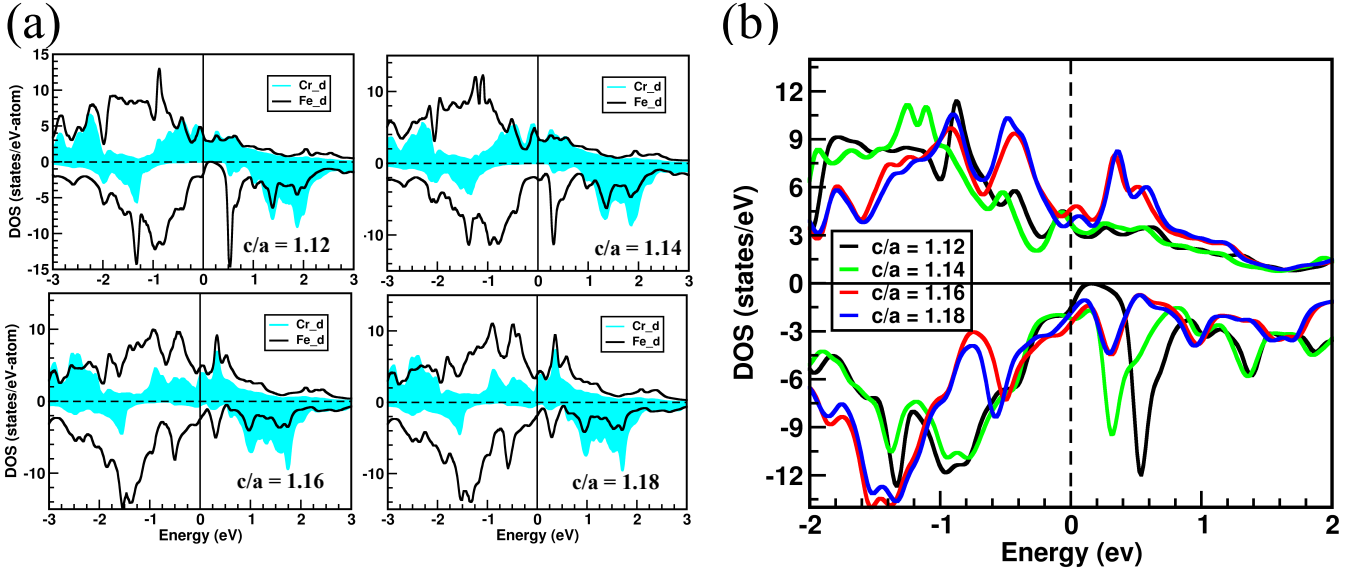 (a)
15
10
5
0
-5
-10
-15
DOS (states/eV-atom)
Cr_d
Fe_d
c/a = 1.12
-3 -2 -1 0 1 2 3
10
0
-10
Cr_d
Fe_d
c/a = 1.14
-3 -2 -1 0 1 2 3
10
0
-10
DOS (states/eV-atom)
Cr_d
Fe_d
c/a = 1.16
-3 -2 -1 0 1 2 3
Energy (eV)
10
0
-10
Cr_d
Fe_d
c/a = 1.18
-3 -2 -1 0 1 2 3
Energy (eV)
(b)
12
9
6
3
0
-3
-6
-9
-12
DOS (states/eV)
c/a = 1.12
c/a = 1.14
c/a = 1.16
c/a = 1.18
-2 -1 0 1 2
Energy (ev)